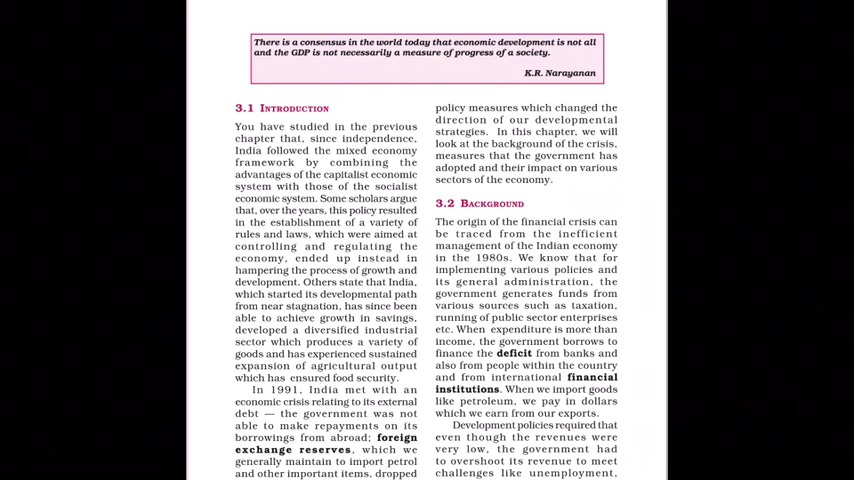 There is a consensus in the world today that economic development is not all
and the GDP is not necessarily a measure of progress of a society.
K.R. Narayanan
3.1 INTRODUCTION
You have studied in the previous
chapter that, since independence,
India followed the mixed economy
framework by combining the
advantages of the capitalist economic
system with those of the socialist
economic system. Some scholars argue
that, over the years, this policy resulted
in the establishment of a variety of
rules and laws, which were aimed at
controlling and regulating the
economy, ended up instead in
hampering the process of growth and
development. Others state that India,
which started its developmental path
from near stagnation, has since been
able to achieve growth in savings,
developed a diversified industrial
sector which produces a variety of
goods and has experienced sustained
expansion of agricultural output
which has ensured food security.
In 1991, India met with an
economic crisis relating to its external
debt — the government was not
able to make repayments on its
borrowings from abroad; foreign
exchange reserves, which we
generally maintain to import petrol
and other important items, dropped
policy measures which changed the
direction of our developmental
strategies. In this chapter, we will
look at the background of the crisis,
measures that the government has
adopted and their impact on various
sectors of the economy.
3.2 BACKGROUND
The origin of the financial crisis can
be traced from the inefficient
management of the Indian economy
in the 1980s. We know that for
implementing various policies and
its general administration, the
government generates funds from
various sources such as taxation,
running of public sector enterprises
etc. When expenditure is more than
income, the government borrows to
finance the deficit from banks and
also from people within the country
and from international financial
institutions. When we import goods
like petroleum, we pay in dollars
which we earn from our exports.
Development policies required that
even though the revenues were
very low, the government had
to overshoot its revenue to meet
challenges like unemployment,